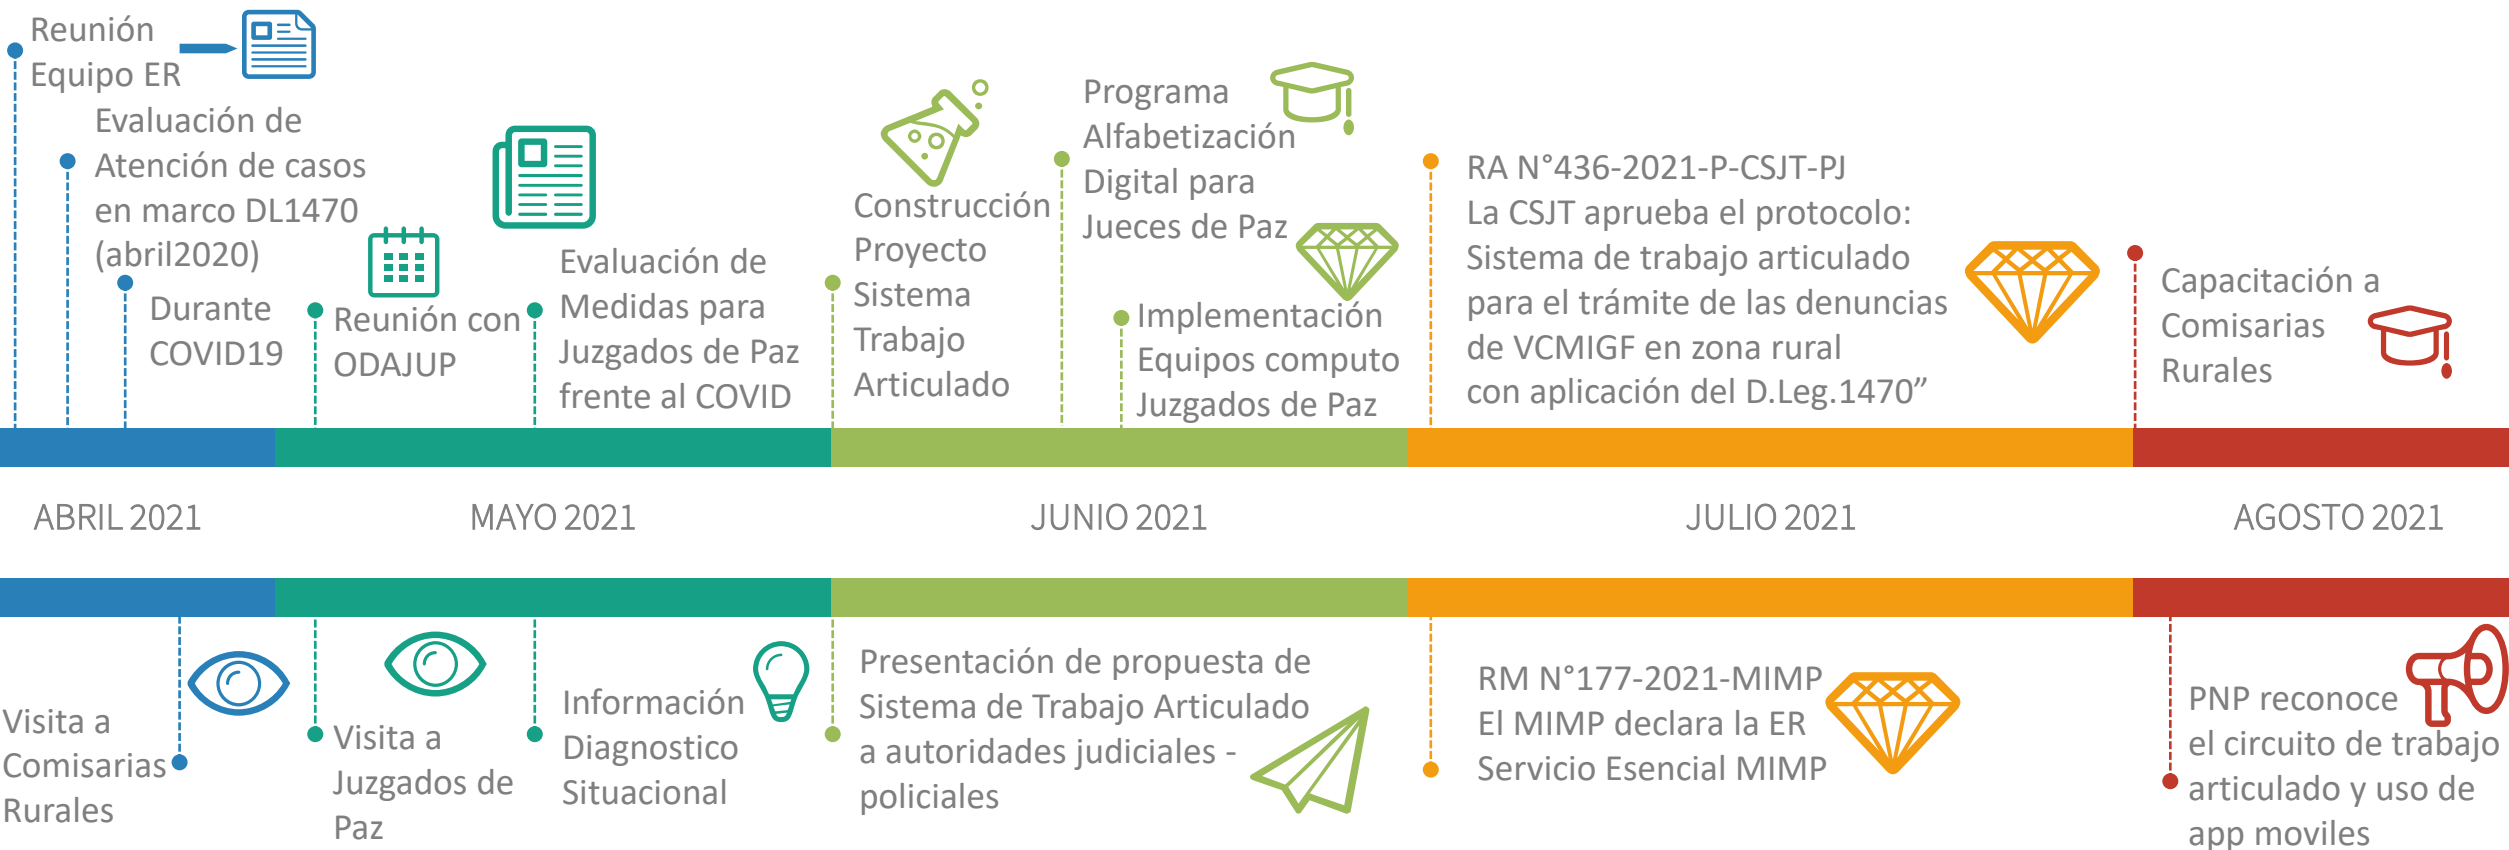 Reunión
Equipo ER
Evaluación de
Atención de casos
en marco DL1470
(abril2020)
Durante
COVID19
Reunión con
ODAJUP
Evaluación de
Medidas para
Juzgados de Paz
frente al COVID
Construcción
Proyecto
Sistema
Trabajo
Articulado
Programa
Alfabetización
Digital para
Jueces de Paz
Implementación
Equipos computo
Juzgados de Paz
RA N°436-2021-P-CSJT-PJ
La CSJT aprueba el protocolo:
Sistema de trabajo articulado
para el trámite de las denuncias
de VCMIGF en zona rural
con aplicación del D.Leg.1470”
Capacitación a
Comisarias
Rurales
ABRIL 2021
MAYO 2021
JUNIO 2021
JULIO 2021
AGOSTO 2021
Visita a
Comisarias
Rurales
Visita a
Juzgados de
Paz
Información
Diagnostico
Situacional
Presentación de propuesta de
Sistema de Trabajo Articulado
a autoridades judiciales -
policiales
RM N°177-2021-MIMP
El MIMP declara la ER
Servicio Esencial MIMP
PNP reconoce
el circuito de trabajo
articulado y uso de
app moviles